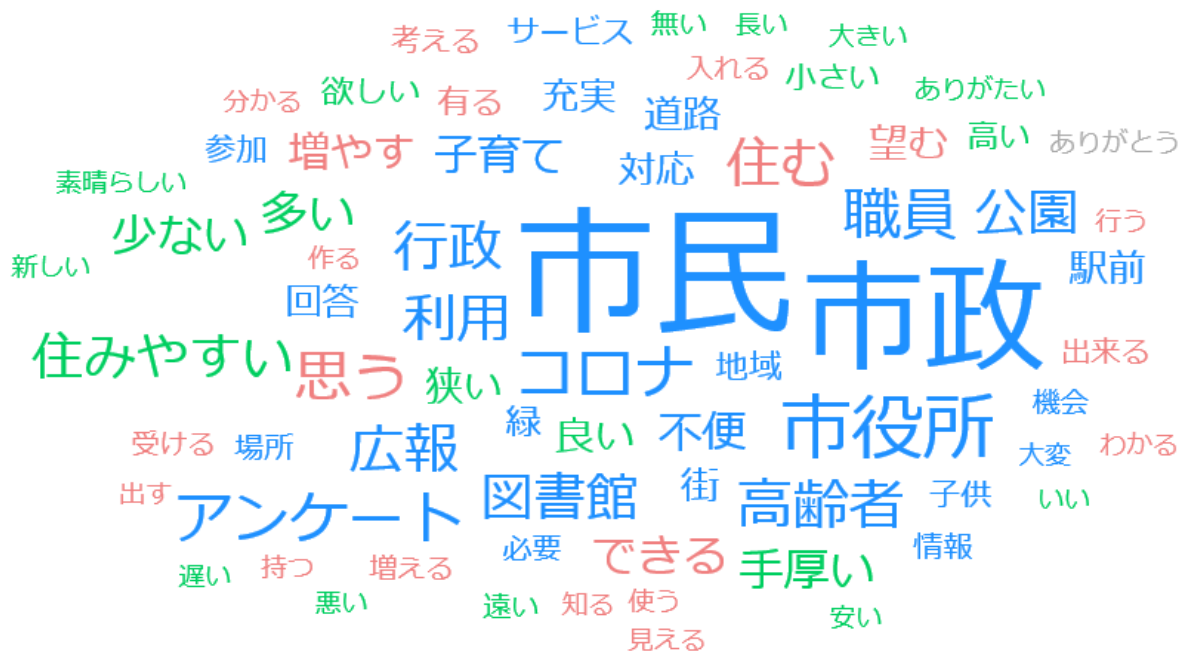 考える サービス 無い 長い 大きい
入れる 小さい ありがたい
分かる 欲しい 有る 充実 道路
参加 増やす 子育て 対応 住む 望む 高い ありがとう
素晴らしい 少ない 多い 行政 市民 職員 公園 行う
新しい 作る 駅前
回答 利用 市政
住みやすい 思う 狭い コロナ 地域 出来る
受ける 場所 広報 緑 良い 不便 市役所 機会 大変 わかる
出す アンケート 図書館 街 高齢者 子供 いい
必要 できる 手厚い 情報
遅い 持つ 増える
悪い 遠い 知る 使う 安い
見える